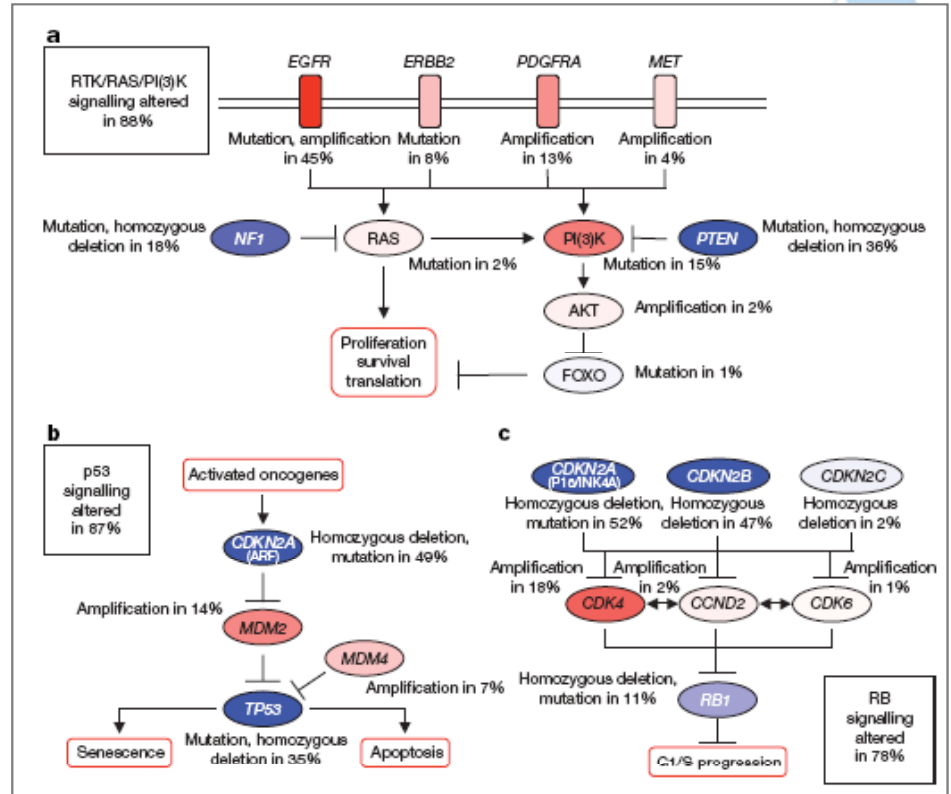 a
RTK/RAS/PI(3)K
signalling altered
in 88%
EGFR
ERBB2
PDGFRA
MET
Mutation, amplification
in 45%
Mutation
in 8%
Amplification
in 13%
Amplification
in 4%
Mutation, homozygous
deletion in 18%
NF1
RAS
Mutation in 2%
PI(3)K
Mutation in 15%
PTEN
Mutation, homozygous
deletion in 36%
AKT
Amplification in 2%
Proliferation
survival
translation
FOXO
Mutation in 1%
b
p53
signalling
altered
in 87%
Activated oncogenes
CDKN2A
(ARF)
Homozygous deletion,
mutation in 49%
Amplification in 14%
MDM2
MDM4
Amplification in 7%
TP53
Senescence
Mutation, homozygous
deletion in 35%
Apoptosis
c
CDKN2A
(P16/INK4A)
CDKN2B
CDKN2C
Homozygous deletion,
mutation in 52%
Homozygous
deletion in 47%
Homozygous
deletion in 2%
Amplification
in 18%
Amplification
in 2%
Amplification
in 1%
CDK4
CCND2
CDK6
Homozygous deletion,
mutation in 11%
RB1
G1/S progression
RB
signalling
altered
in 78%